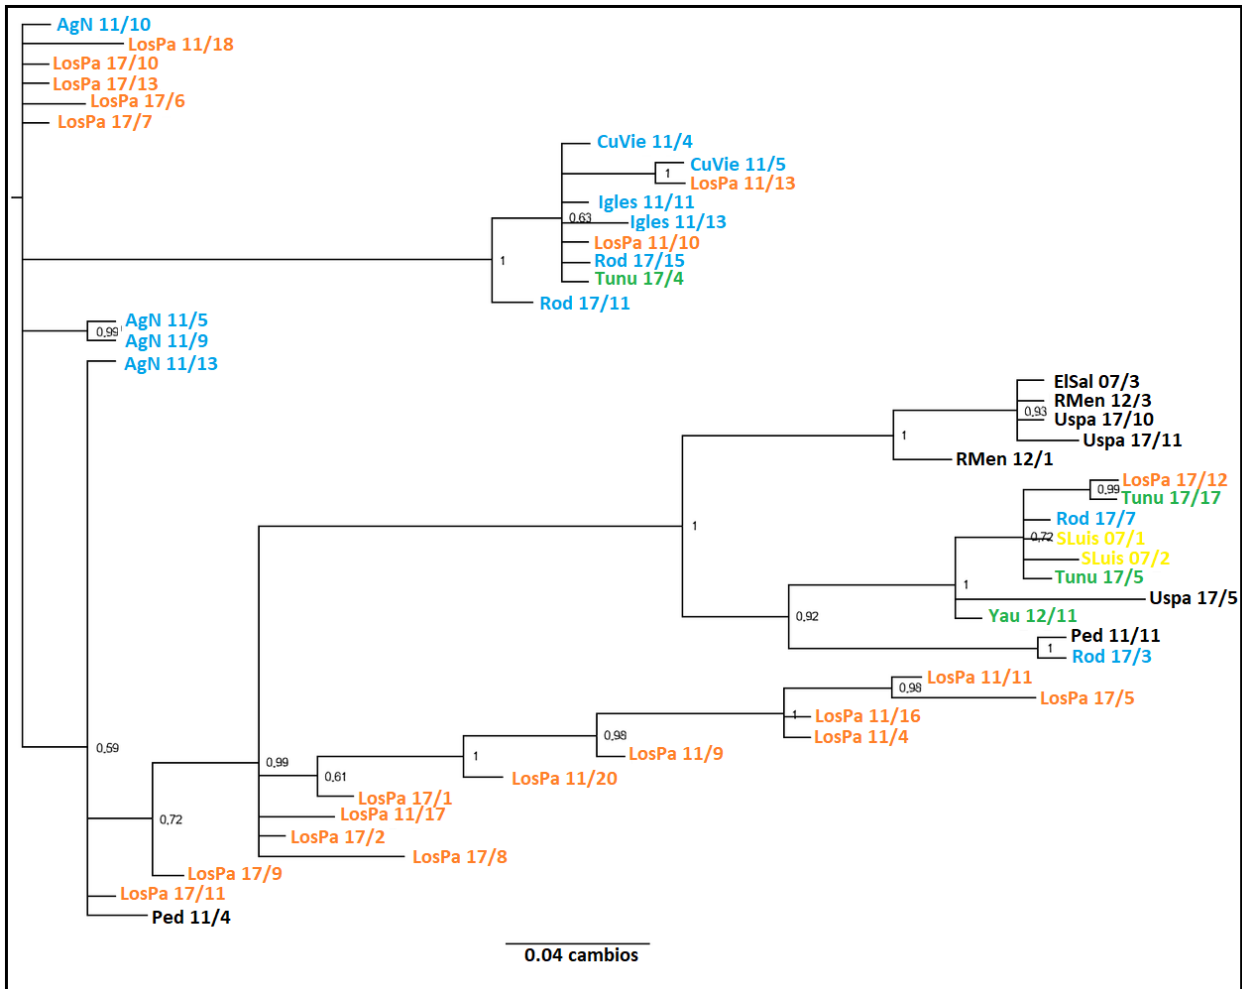 AgN 11/10
LosPa 11/18
LosPa 17/10
LosPa 17/13
LosPa 17/6
LosPa 17/7
CuVie 11/4
CuVie 11/5
1
LosPa 11/13
Igles 11/11
0.63
Igles 11/13
LosPa 11/10
Rod 17/15
1
Tunu 17/4
Rod 17/11
AgN 11/5
0.99
AgN 11/9
AgN 11/13
ElSal 07/3
RMen 12/3
0.93
Uspa 17/10
Uspa 17/11
1
RMen 12/1
LosPa 17/12
0.99
Tunu 17/17
Rod 17/7
1
0.72
SLuis 07/1
SLuis 07/2
Tunu 17/5
1
Uspa 17/5
0.92
Yau 12/11
Ped 11/11
1
Rod 17/3
LosPa 11/11
0.98
LosPa 17/5
1
LosPa 11/16
0.98
LosPa 11/4
0.59
1
LosPa 11/9
0.99
0.61
LosPa 11/20
LosPa 17/1
LosPa 11/17
0.72
LosPa 17/2
LosPa 17/8
LosPa 17/9
LosPa 17/11
Ped 11/4
0.04 cambios